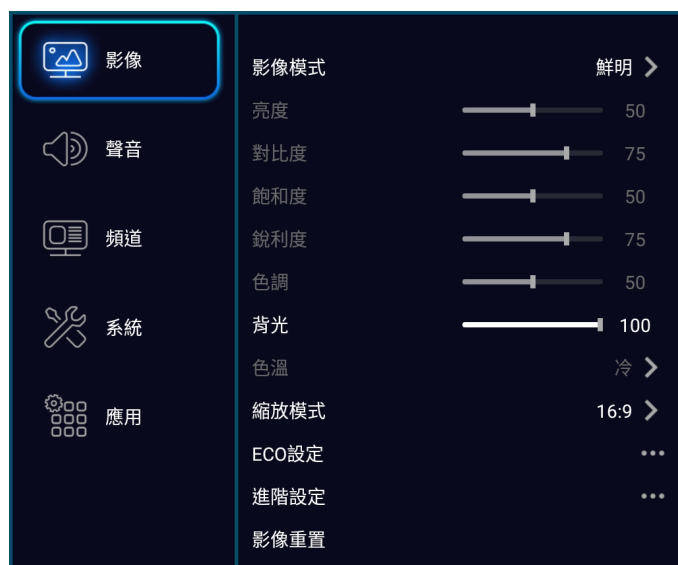 影像
聲音
頻道
系統
應用
影像模式 鮮明
亮度 50
對比度 75
飽和度 50
銳利度 75
色調 50
背光 100
色溫 冷
縮放模式 16:9
ECO設定
進階設定
影像重置